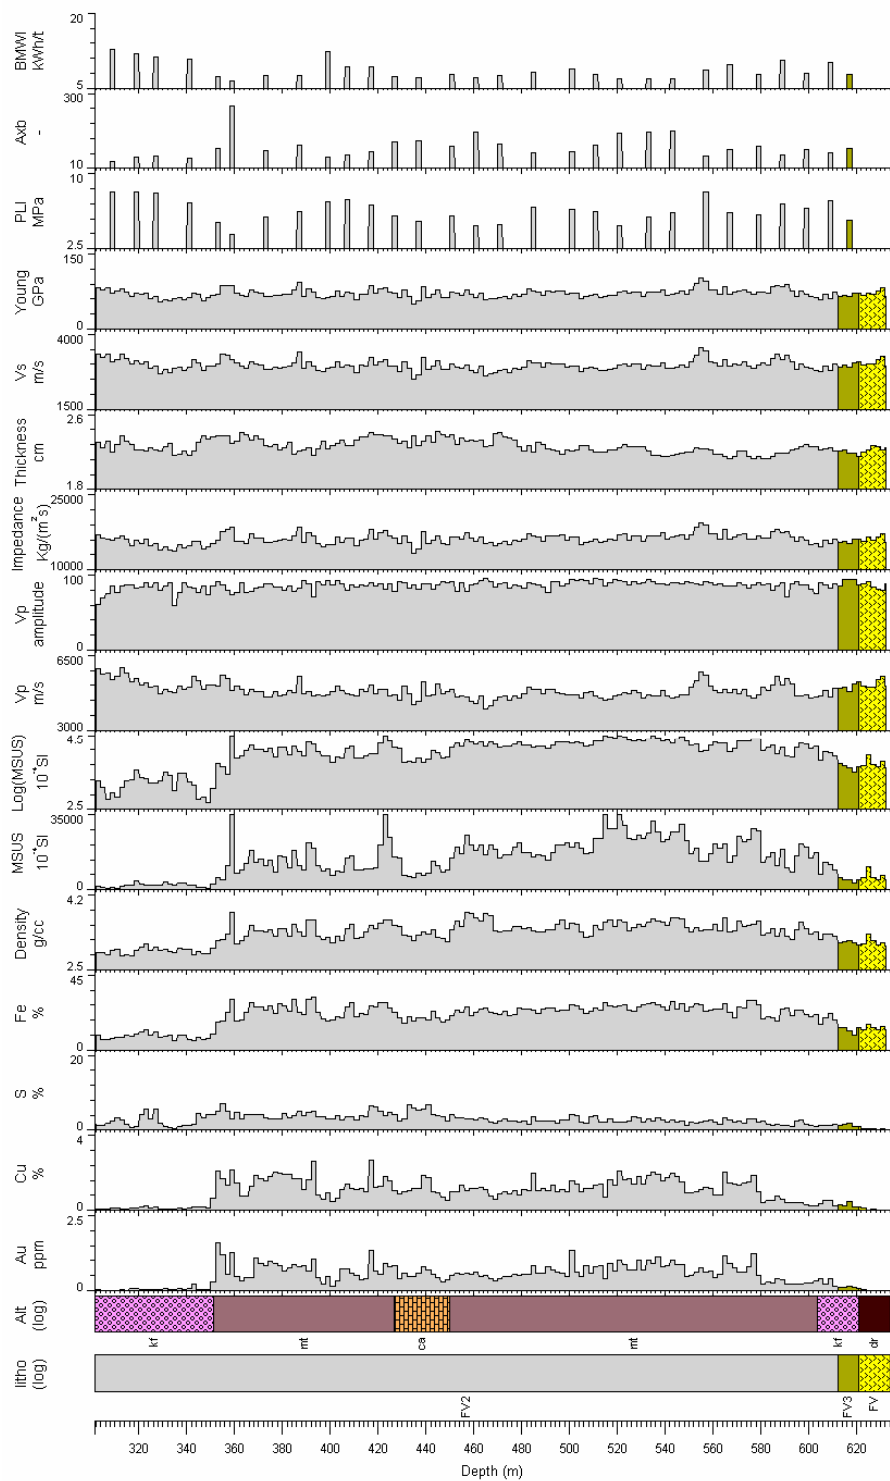 20
BMWI
kWh/t
5
300
Axb
-
10
10
PLI
MPa
2.5
150
Young
GPa
0
4000
Vs
m/s
1500
2.6
Thickness
cm
1.8
25000
Impedance
Kg/(m²s)
10000
100
Vp
amplitude
0
6500
Vp
m/s
3000
4.5
Log(MSUS)
10⁻⁴SI
2.5
35000
MSUS
10⁻⁴SI
0
4.2
Density
g/cc
2.5
45
Fe
%
0
20
S
%
0
4
Cu
%
0
2.5
Au
ppm
0
Alt
(log)
kf mt ca mt kf dr
litho
(log)
FV2 FV3 FV
320 340 360 380 400 420 440 460 480 500 520 540 560 580 600 620
Depth (m)